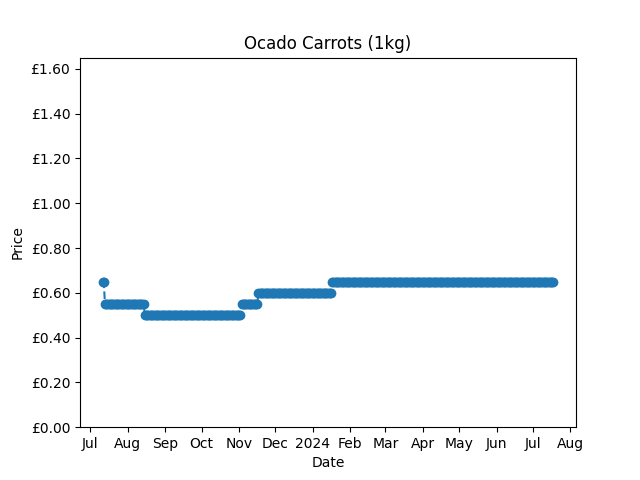 Ocado Carrots (1kg)
£1.60
£1.40
£1.20
£1.00
£0.80
£0.60
£0.40
£0.20
£0.00
Price
Jul Aug Sep Oct Nov Dec 2024 Feb Mar Apr May Jun Jul Aug
Date